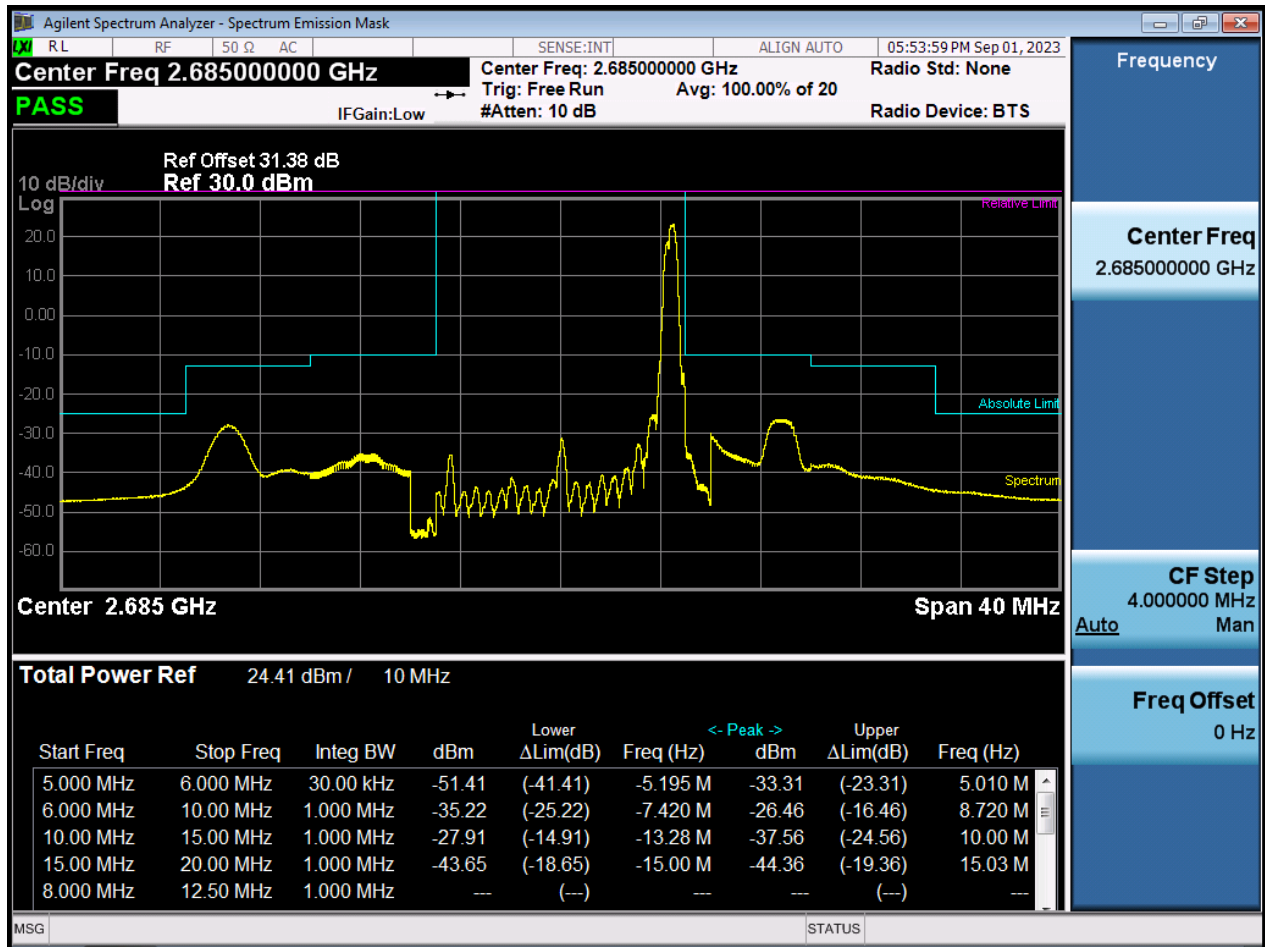 Agilent Spectrum Analyzer - Spectrum Emission Mask
LXI RL RF 50 Ω AC SENSE:INT ALIGN AUTO 05:53:59 PM Sep 01, 2023
Center Freq 2.685000000 GHz
PASS
IFGain:Low
Center Freq: 2.685000000 GHz
Trig: Free Run Avg: 100.00% of 20
#Atten: 10 dB
Radio Std: None
Radio Device: BTS
Ref Offset 31.38 dB
10 dB/div Ref 30.0 dBm
Log
Relative Limit
20.0
10.0
0.00
-10.0
-20.0
Absolute Limit
-30.0
-40.0
Spectrum
-50.0
-60.0
Center 2.685 GHz Span 40 MHz
Total Power Ref 24.41 dBm / 10 MHz
Lower <- Peak -> Upper
Start Freq Stop Freq Integ BW dBm ΔLim(dB) Freq (Hz) dBm ΔLim(dB) Freq (Hz)
5.000 MHz 6.000 MHz 30.00 kHz -51.41 (-41.41) -5.195 M -33.31 (-23.31) 5.010 M
6.000 MHz 10.00 MHz 1.000 MHz -35.22 (-25.22) -7.420 M -26.46 (-16.46) 8.720 M
10.00 MHz 15.00 MHz 1.000 MHz -27.91 (-14.91) -13.28 M -37.56 (-24.56) 10.00 M
15.00 MHz 20.00 MHz 1.000 MHz -43.65 (-18.65) -15.00 M -44.36 (-19.36) 15.03 M
8.000 MHz 12.50 MHz 1.000 MHz --- (---) --- --- (---) ---
MSG STATUS
Frequency
Center Freq
2.685000000 GHz
CF Step
4.000000 MHz
Auto Man
Freq Offset
0 Hz